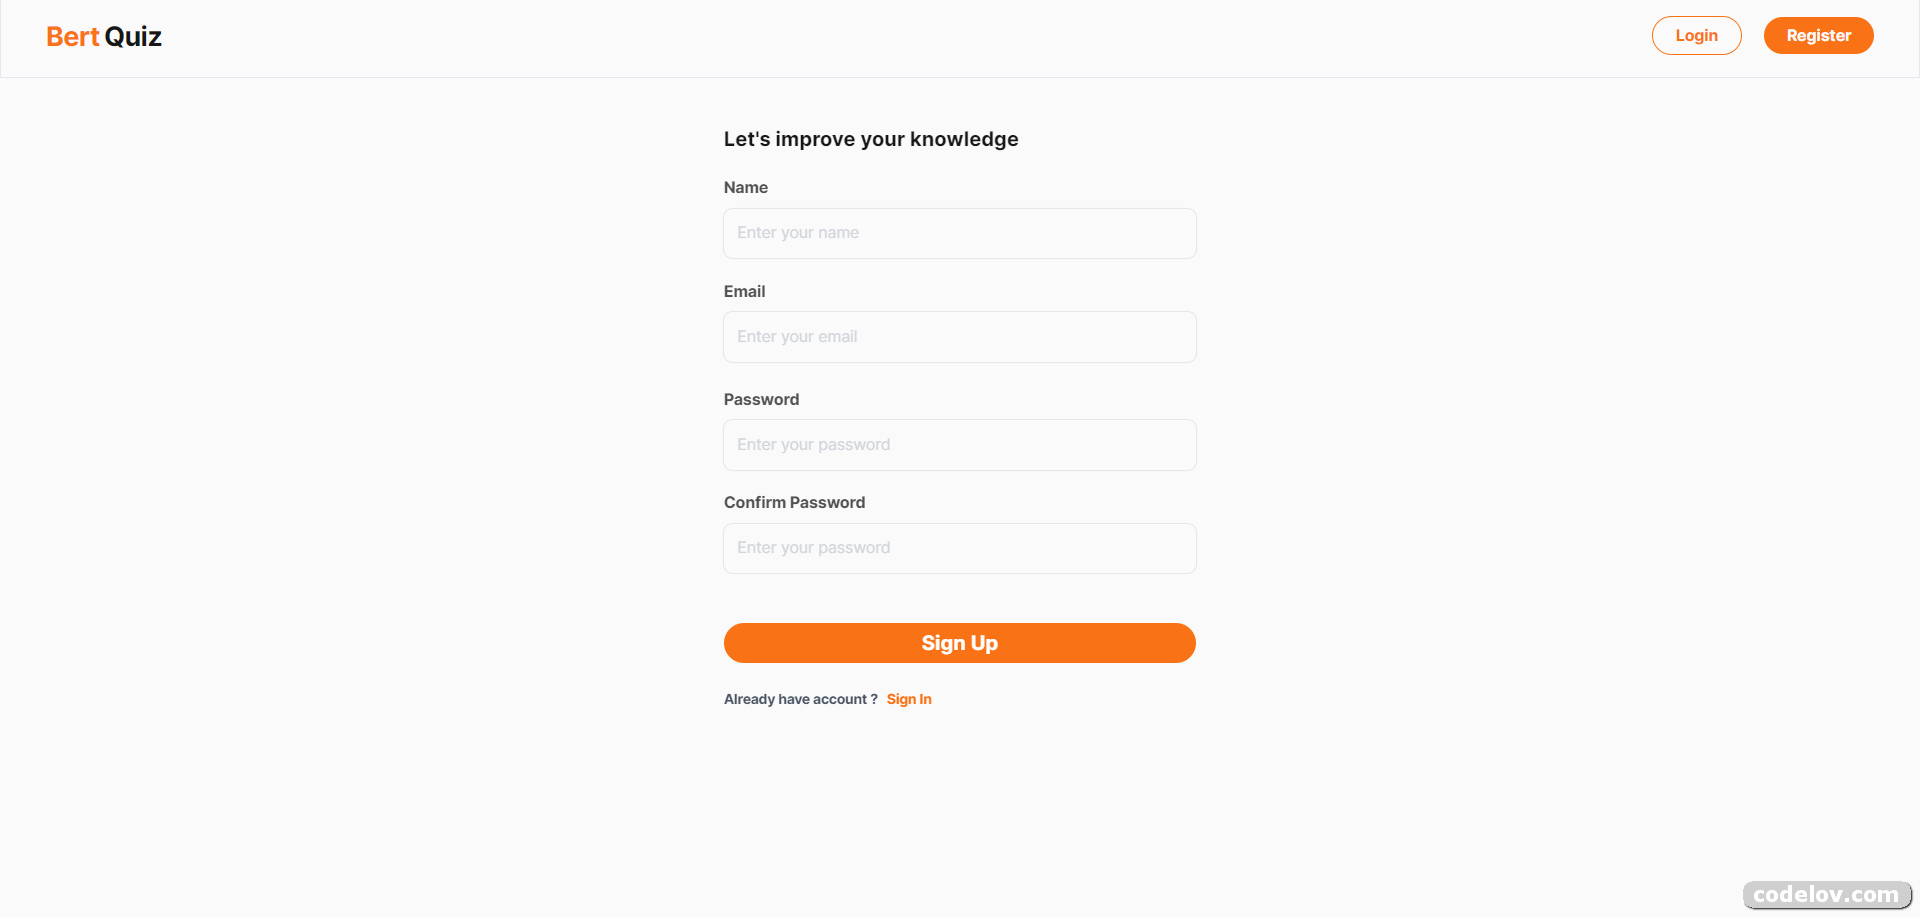 Bert Quiz
Login
Register
Let's improve your knowledge
Name
Enter your name
Email
Enter your email
Password
Enter your password
Confirm Password
Enter your password
Sign Up
Already have account ? Sign In
codelov.com